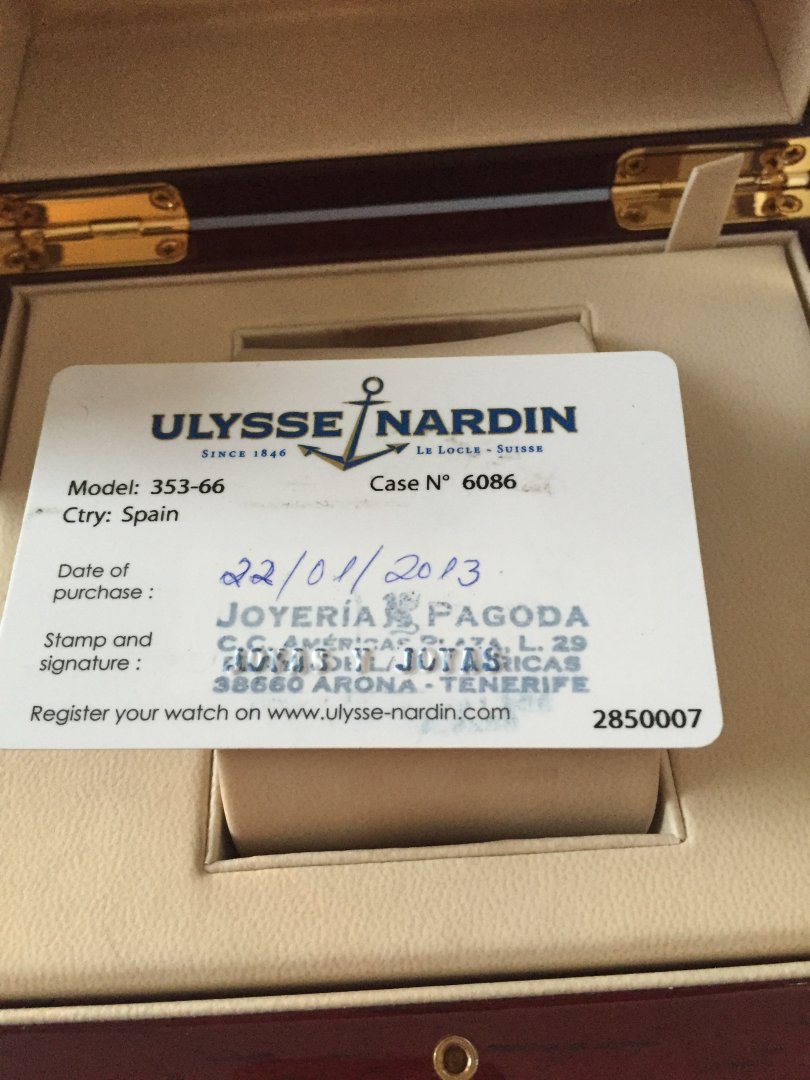 ULYSSE NARDIN
SINCE 1846 LE LOCLE - SUISSE
Model: 353-66 Case N° 6086
Ctry: Spain
Date of purchase : 22/01/2013
JOYERÍA PAGODA
C.C. AMÉRICAS PLAZA, L. 29
Stamp and signature : JOYAS Y JOYAS
38660 ARONA - TENERIFE
Register your watch on www.ulysse-nardin.com 2850007